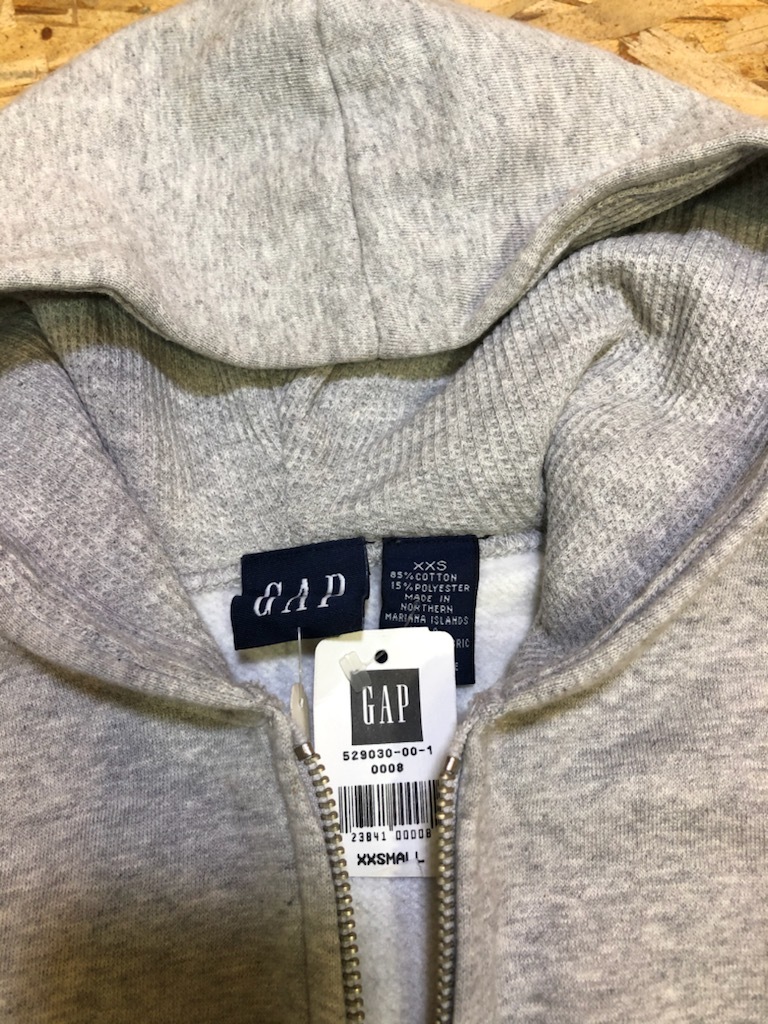 GAP
XXS
85% COTTON
15% POLYESTER
MADE IN
NORTHERN
MARIANA ISLANDS
GAP
529030-00-1
0008
23841 00008
XXSMALL